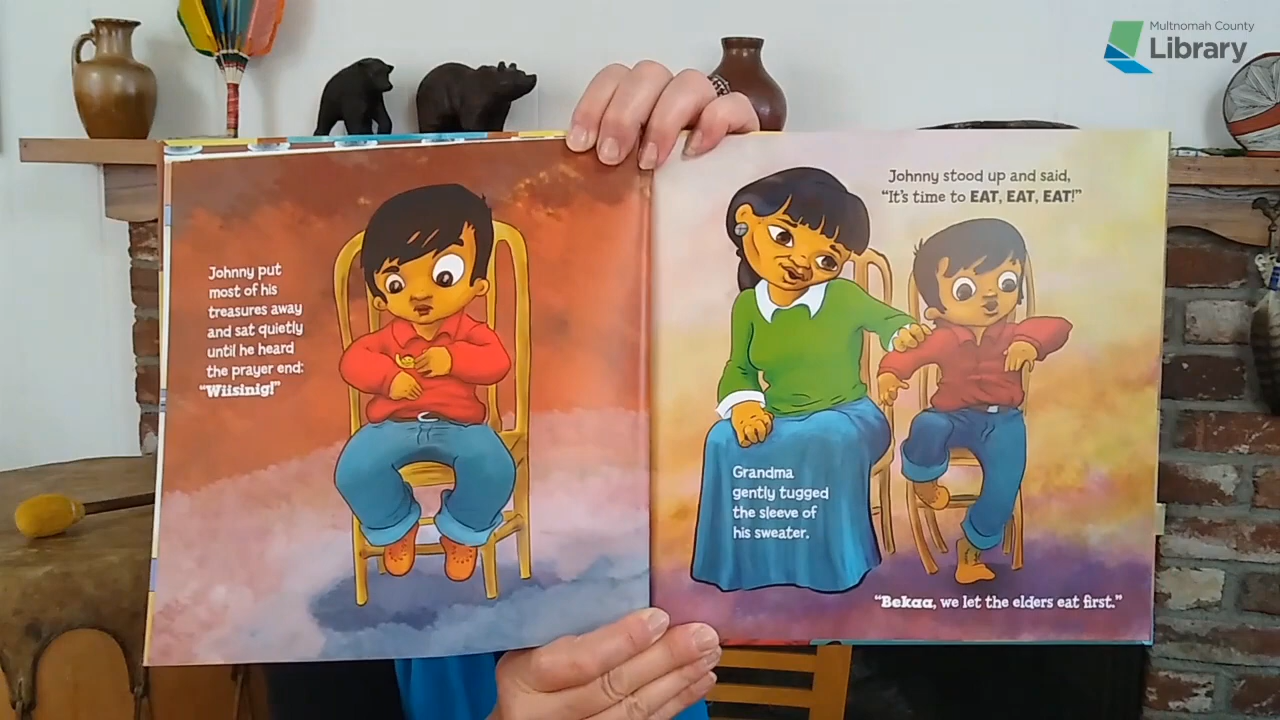 Multnomah County
Library
Johnny put
most of his
treasures away
and sat quietly
until he heard
the prayer end:
“Wiisinig!”
Johnny stood up and said,
“It’s time to EAT, EAT, EAT!”
Grandma
gently tugged
the sleeve of
his sweater.
“Bekaa, we let the elders eat first.”